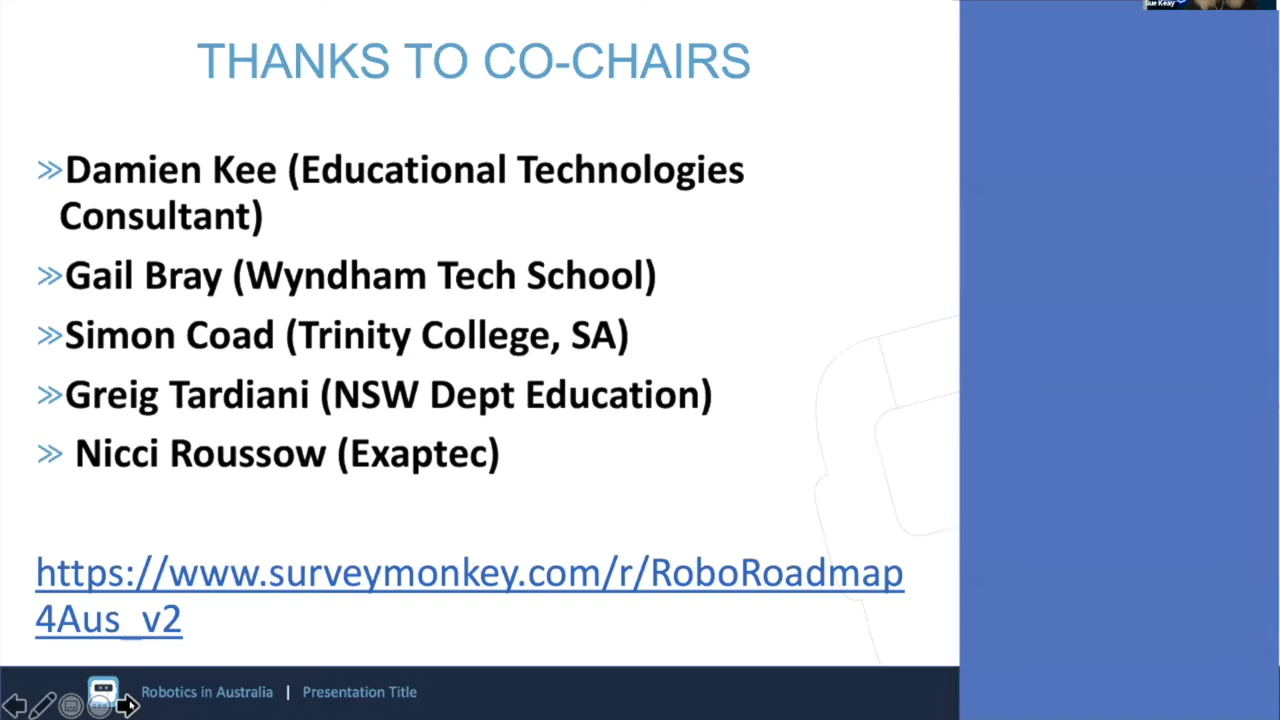 Sue Keay
THANKS TO CO-CHAIRS
»Damien Kee (Educational Technologies
Consultant)
»Gail Bray (Wyndham Tech School)
»Simon Coad (Trinity College, SA)
»Greig Tardiani (NSW Dept Education)
» Nicci Roussow (Exaptec)
https://www.surveymonkey.com/r/RoboRoadmap
4Aus_v2
Robotics in Australia | Presentation Title